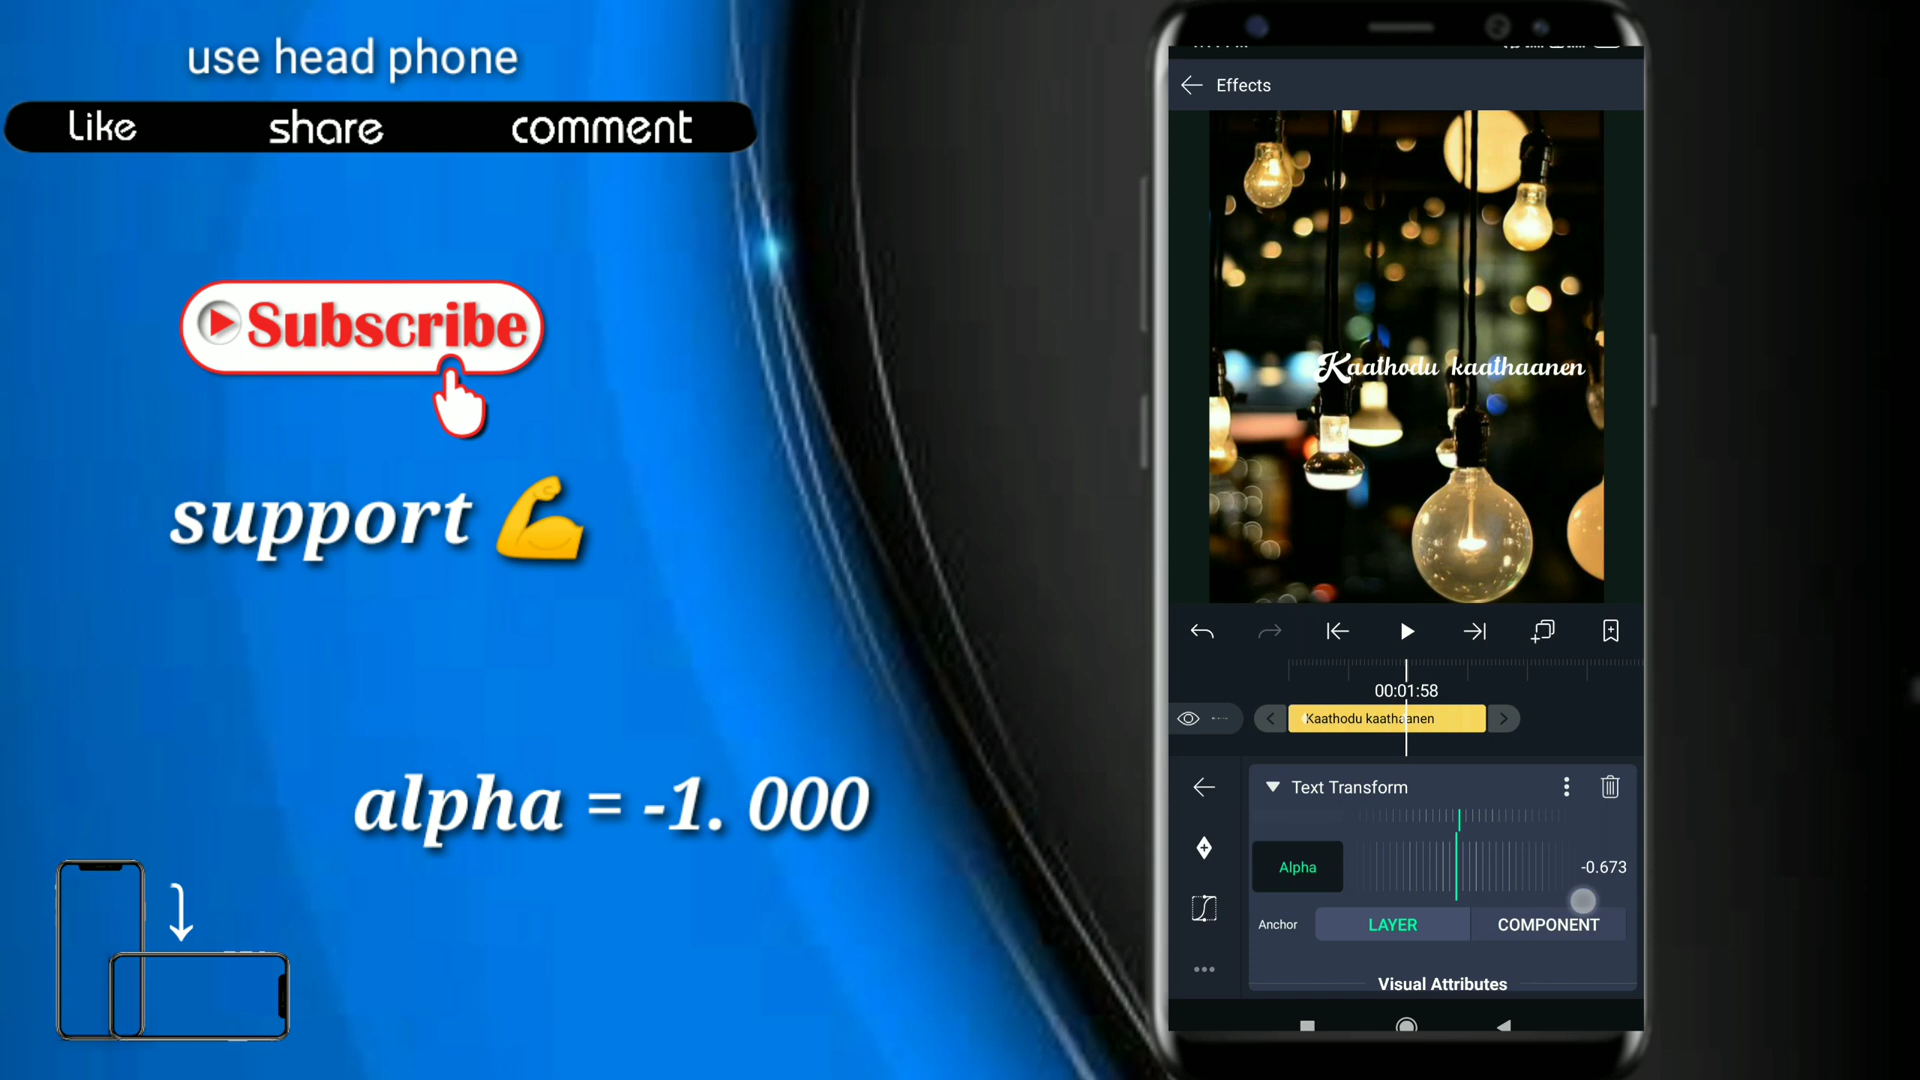 use head phone
Like share comment
Subscribe
support 💪
alpha = -1. 000
Effects
Kaathodu kaathaanen
00:01:58
Kaathodu kaathaanen
Text Transform
Alpha
-0.673
Anchor
LAYER
COMPONENT
Visual Attributes